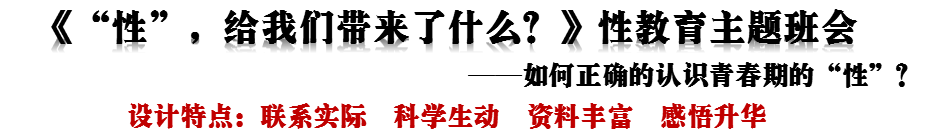 《“性”，给我们带来了什么？》性教育主题班会
——如何正确的认识青春期的“性”？
设计特点：联系实际　科学生动　资料丰富　感悟升华